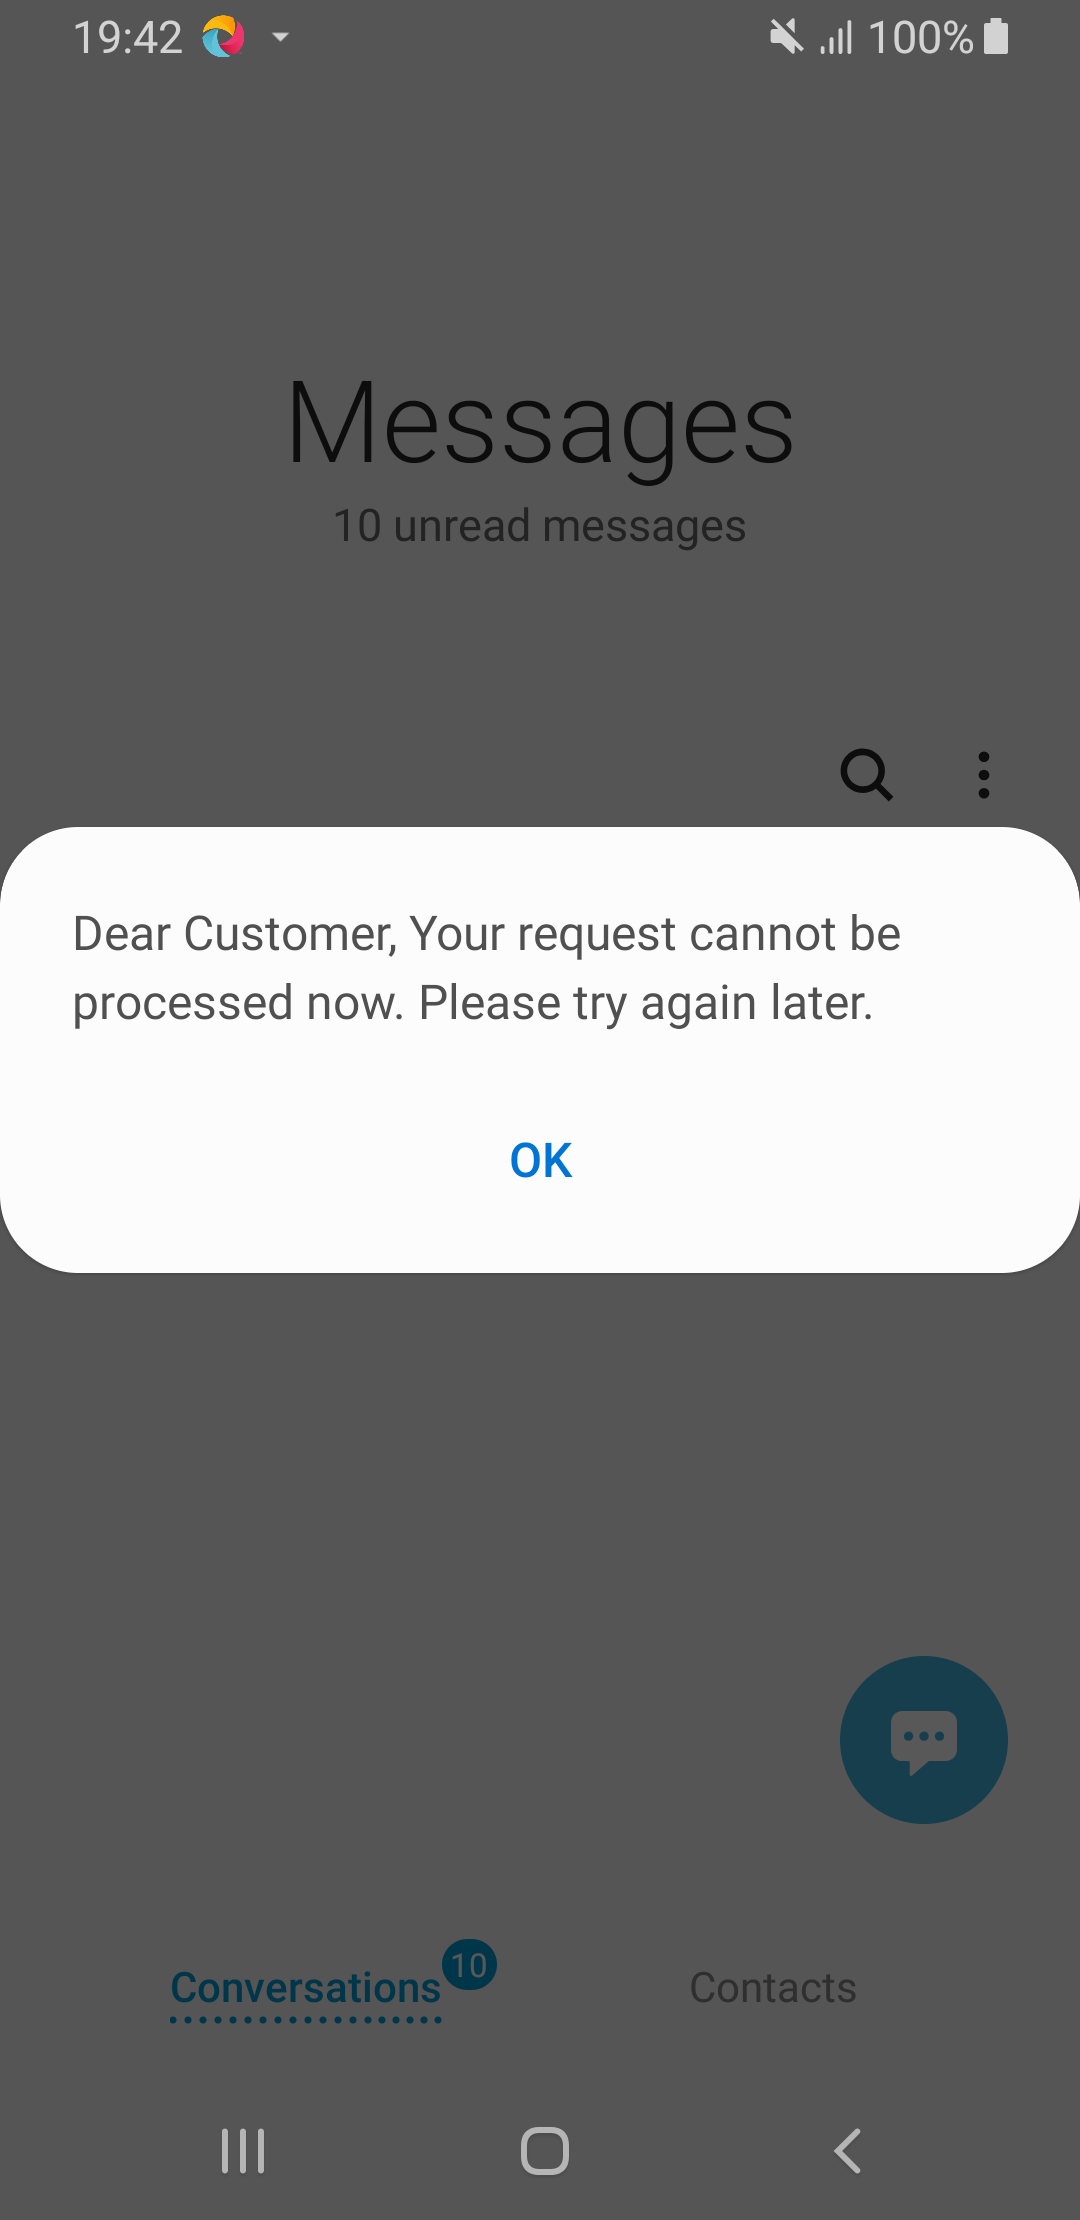 19:42
100%
Messages
10 unread messages
Dear Customer, Your request cannot be
processed now. Please try again later.
OK
Conversations
10
Contacts